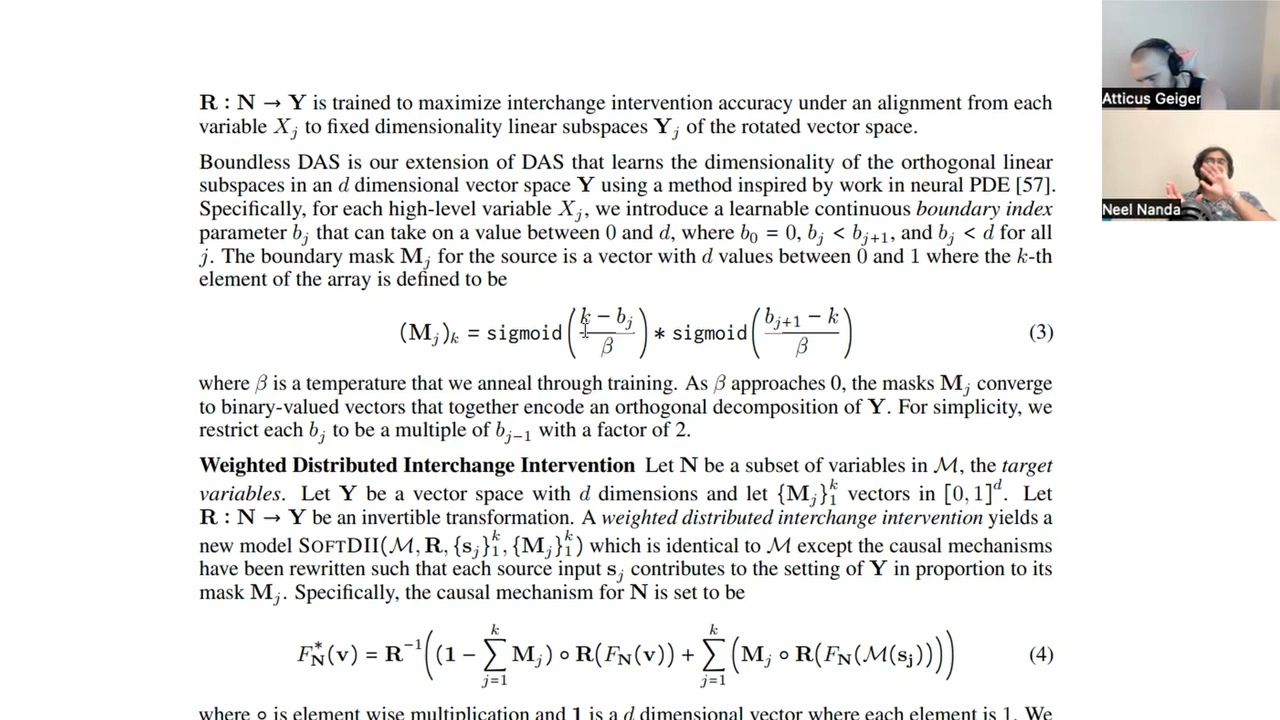 R : N → Y is trained to maximize interchange intervention accuracy under an alignment from each
variable X_j to fixed dimensionality linear subspaces Y_j of the rotated vector space.
Boundless DAS is our extension of DAS that learns the dimensionality of the orthogonal linear
subspaces in an d dimensional vector space Y using a method inspired by work in neural PDE [57].
Specifically, for each high-level variable X_j, we introduce a learnable continuous boundary index
parameter b_j that can take on a value between 0 and d, where b_0 = 0, b_j < b_{j+1}, and b_j < d for all
j. The boundary mask M_j for the source is a vector with d values between 0 and 1 where the k-th
element of the array is defined to be
(M_j)_k = sigmoid((k − b_j)/β) * sigmoid((b_{j+1} − k)/β) (3)
where β is a temperature that we anneal through training. As β approaches 0, the masks M_j converge
to binary-valued vectors that together encode an orthogonal decomposition of Y. For simplicity, we
restrict each b_j to be a multiple of b_{j−1} with a factor of 2.
Weighted Distributed Interchange Intervention Let N be a subset of variables in M, the target
variables. Let Y be a vector space with d dimensions and let {M_j}_1^k vectors in [0, 1]^d. Let
R : N → Y be an invertible transformation. A weighted distributed interchange intervention yields a
new model SOFTDII(M, R, {s_j}_1^k, {M_j}_1^k) which is identical to M except the causal mechanisms
have been rewritten such that each source input s_j contributes to the setting of Y in proportion to its
mask M_j. Specifically, the causal mechanism for N is set to be
F*_N(v) = R^{−1}((1 − ∑_{j=1}^k M_j) ∘ R(F_N(v)) + ∑_{j=1}^k (M_j ∘ R(F_N(M(s_j))))) (4)
where ∘ is element wise multiplication and 1 is a d dimensional vector where each element is 1. We
Atticus Geiger
Neel Nanda